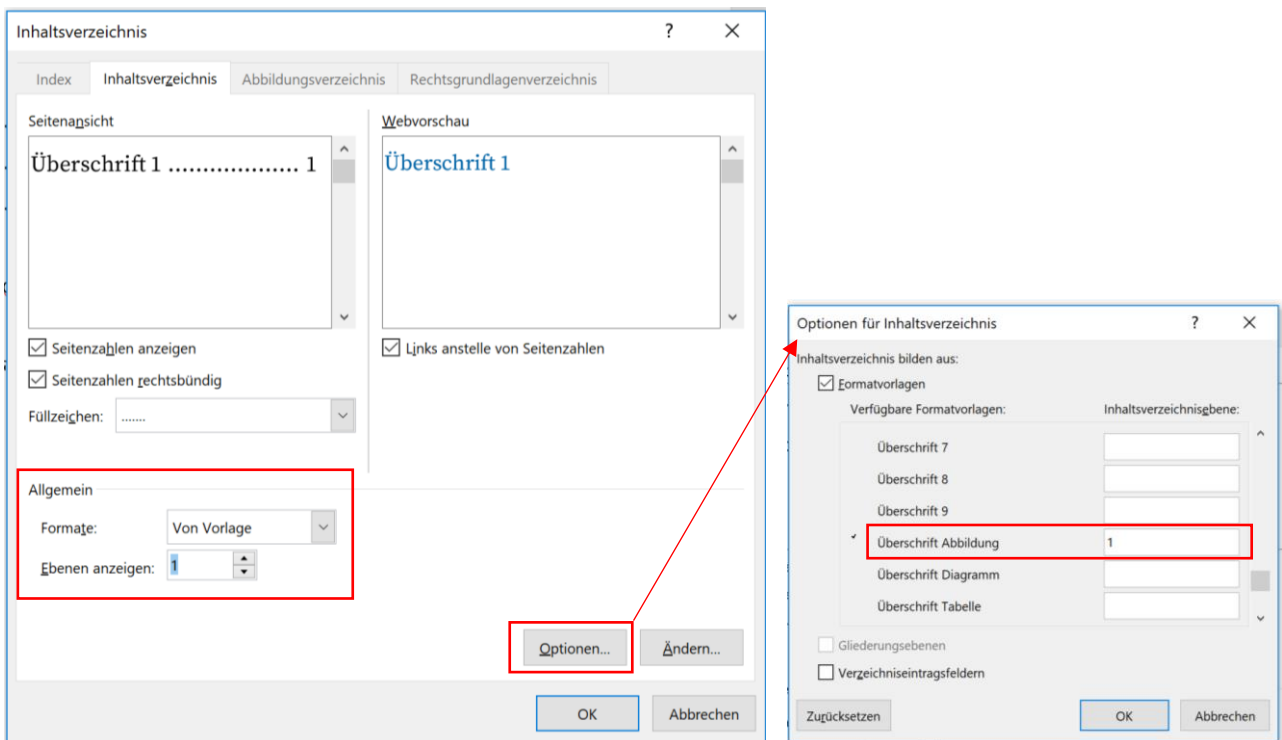 Inhaltsverzeichnis ?
Index Inhaltsverzeichnis Abbildungsverzeichnis Rechtsgrundlagenverzeichnis
Seitenansicht
Überschrift 1 ................... 1
Webvorschau
Überschrift 1
Seitenzahlen anzeigen
Seitenzahlen rechtsbündig
Füllzeichen: .......
Links anstelle von Seitenzahlen
Allgemein
Formate: Von Vorlage
Ebenen anzeigen: 1
Optionen... Ändern...
OK Abbrechen
Optionen für Inhaltsverzeichnis ?
Inhaltsverzeichnis bilden aus:
Formatvorlagen
Verfügbare Formatvorlagen: Inhaltsverzeichnisebene:
Überschrift 7
Überschrift 8
Überschrift 9
Überschrift Abbildung 1
Überschrift Diagramm
Überschrift Tabelle
Gliederungsebenen
Verzeichniseintragsfeldern
Zurücksetzen OK Abbrechen